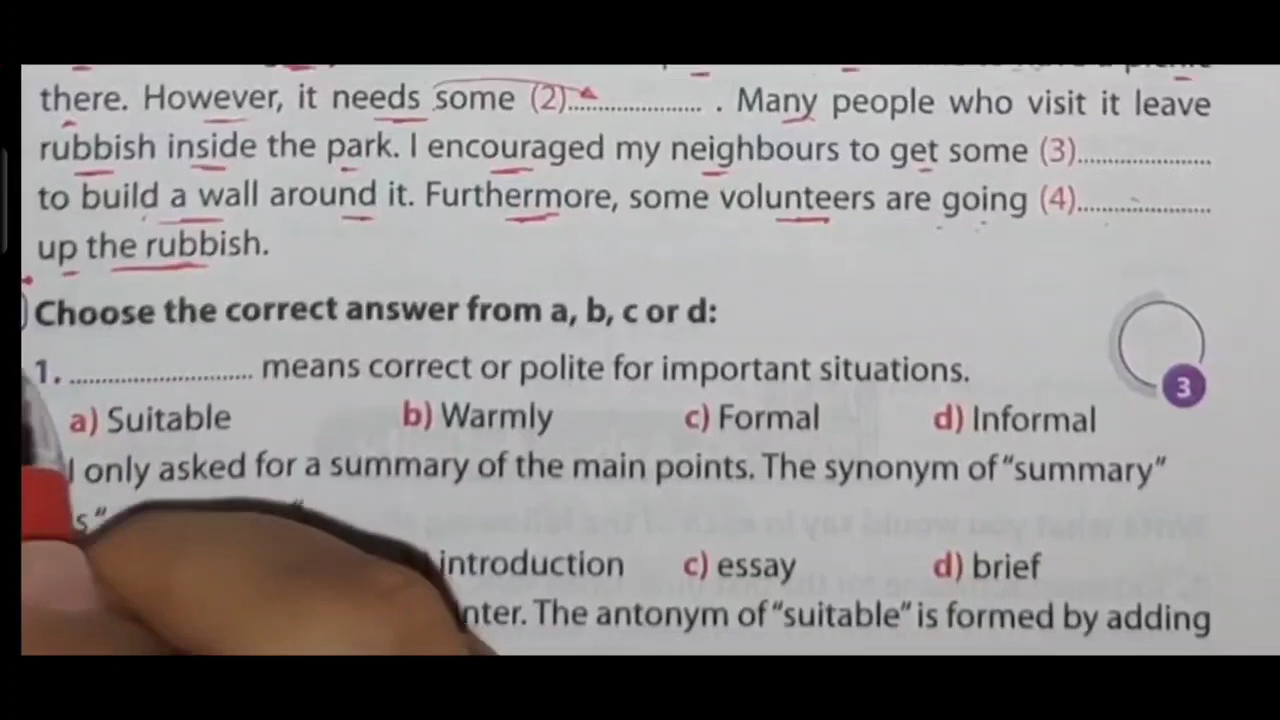 there. However, it needs some (2).................... . Many people who visit it leave
rubbish inside the park. I encouraged my neighbours to get some (3)....................
to build a wall around it. Furthermore, some volunteers are going (4)....................
up the rubbish.
Choose the correct answer from a, b, c or d:
3
1. ............................ means correct or polite for important situations.
a) Suitable b) Warmly c) Formal d) Informal
I only asked for a summary of the main points. The synonym of "summary"
introduction c) essay d) brief
The antonym of "suitable" is formed by adding